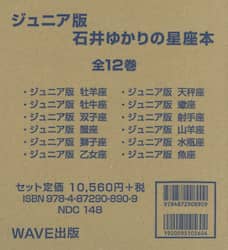 ジュニア版
石井ゆかりの星座本
全12巻
・ジュニア版 牡羊座
・ジュニア版 牡牛座
・ジュニア版 双子座
・ジュニア版 蟹座
・ジュニア版 獅子座
・ジュニア版 乙女座
・ジュニア版 天秤座
・ジュニア版 蠍座
・ジュニア版 射手座
・ジュニア版 山羊座
・ジュニア版 水瓶座
・ジュニア版 魚座
セット定価 10,560円+税
ISBN 978-4-87290-890-9
NDC 148
WAVE出版
9784872908909